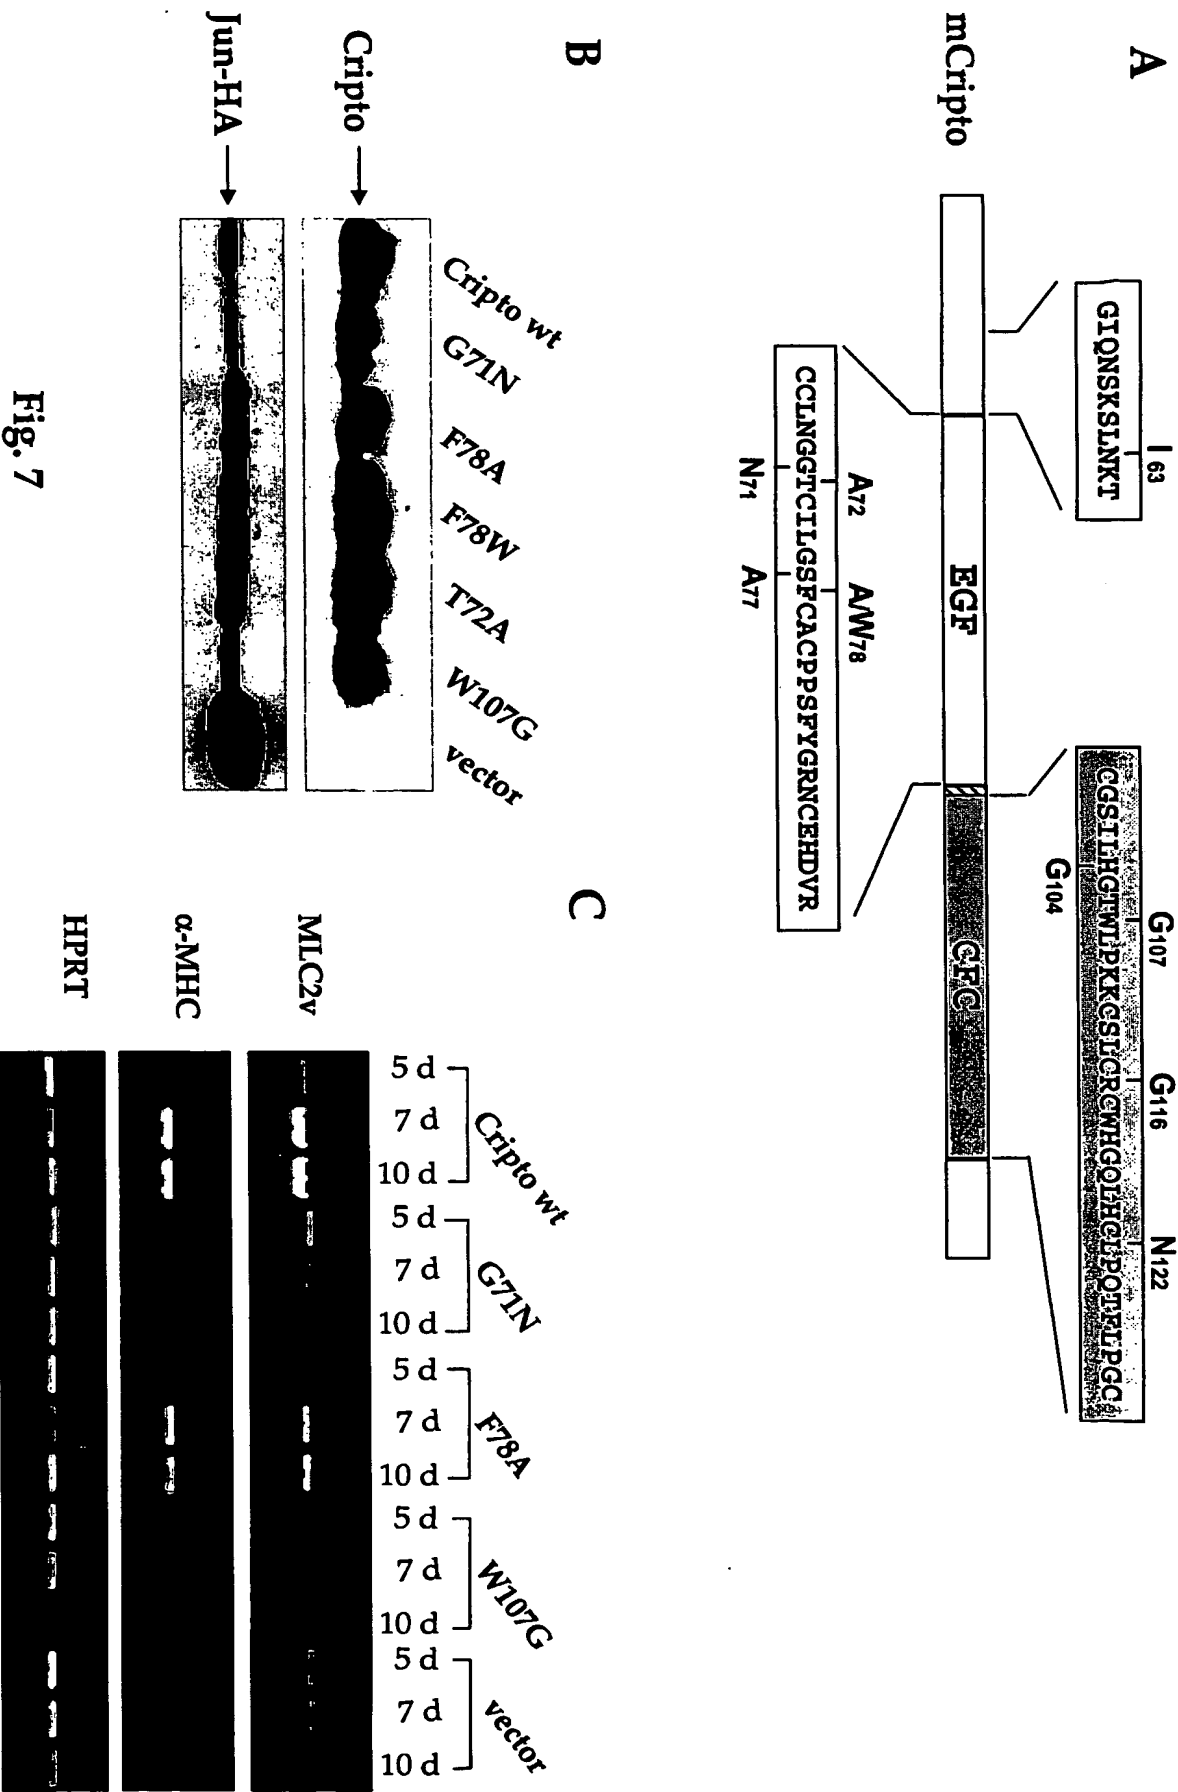 A
I63
GIQNSKSLNKT
G107 G116 N122
CGSILHGTWLPKKCSLCRCWHGQLHCLPQTFLPGC
G104
mCripto
EGF
CFC
A72 A/W78
CCLNGGTCILGSFCACPPSFYGRNCEHDVR
N71 A77
B
Cripto wt
G71N
F78A
F78W
T72A
W107G
vector
Cripto
Jun-HA
C
Cripto wt
G71N
F78A
W107G
vector
5 d 7 d 10 d 5 d 7 d 10 d 5 d 7 d 10 d 5 d 7 d 10 d 5 d 7 d 10 d
MLC2v
α-MHC
HPRT
Fig. 7